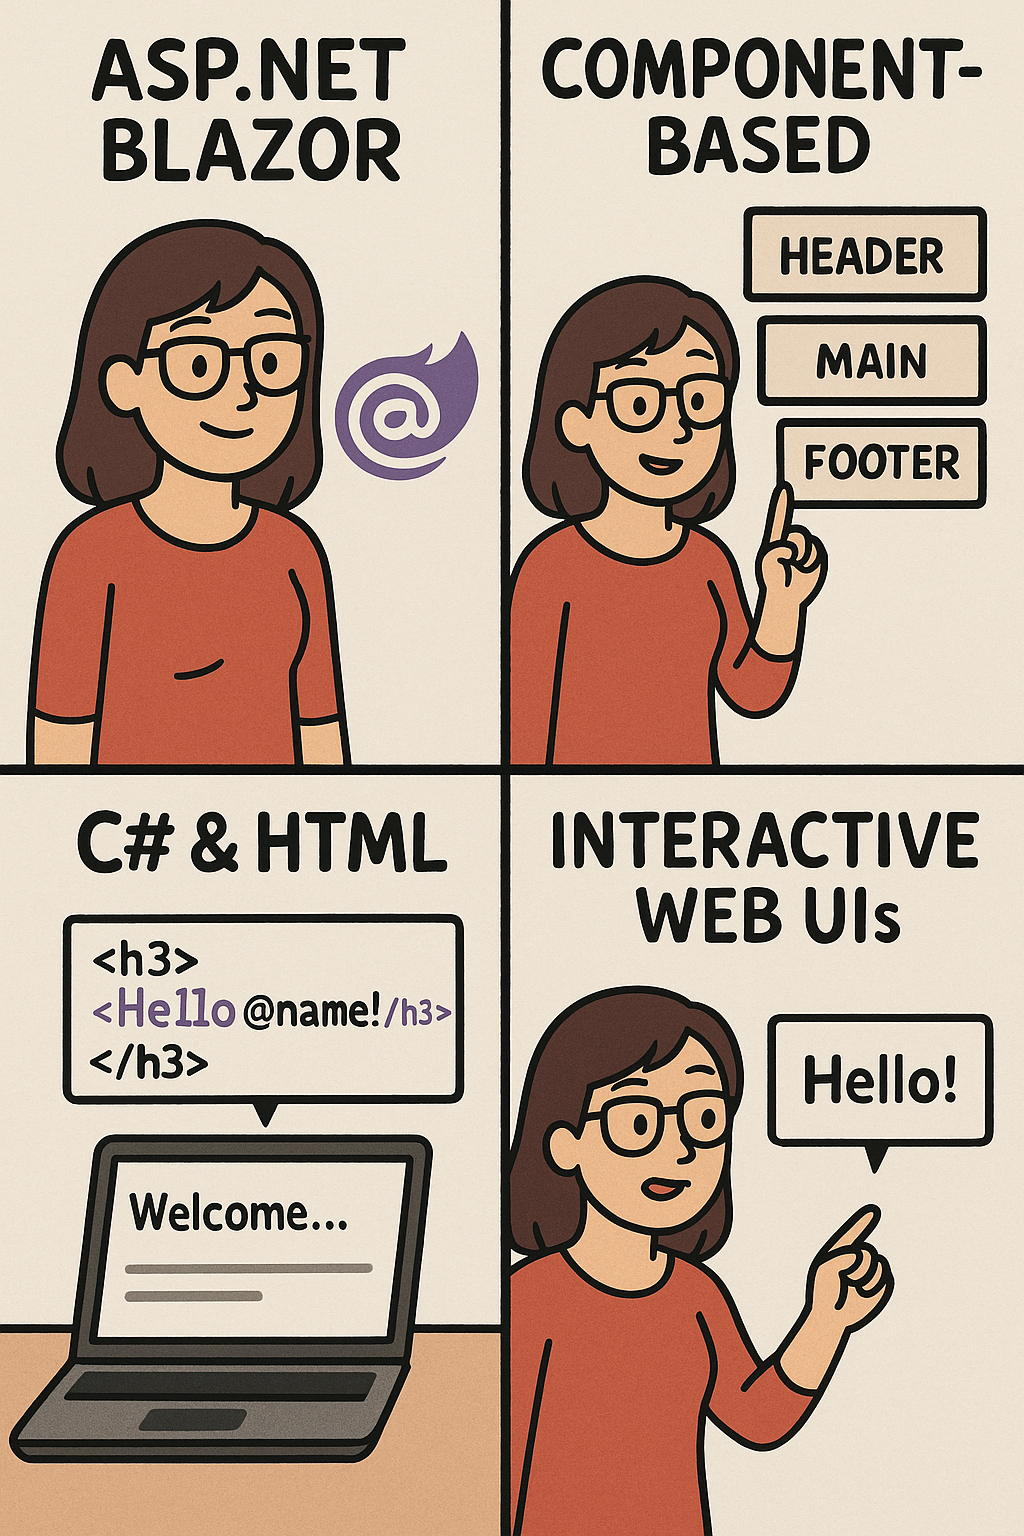 ASP.NET
BLAZOR
COMPONENT-
BASED
HEADER
MAIN
FOOTER
C# & HTML
<h3>
<Hello @name!/h3>
</h3>
Welcome...
INTERACTIVE
WEB UIs
Hello!